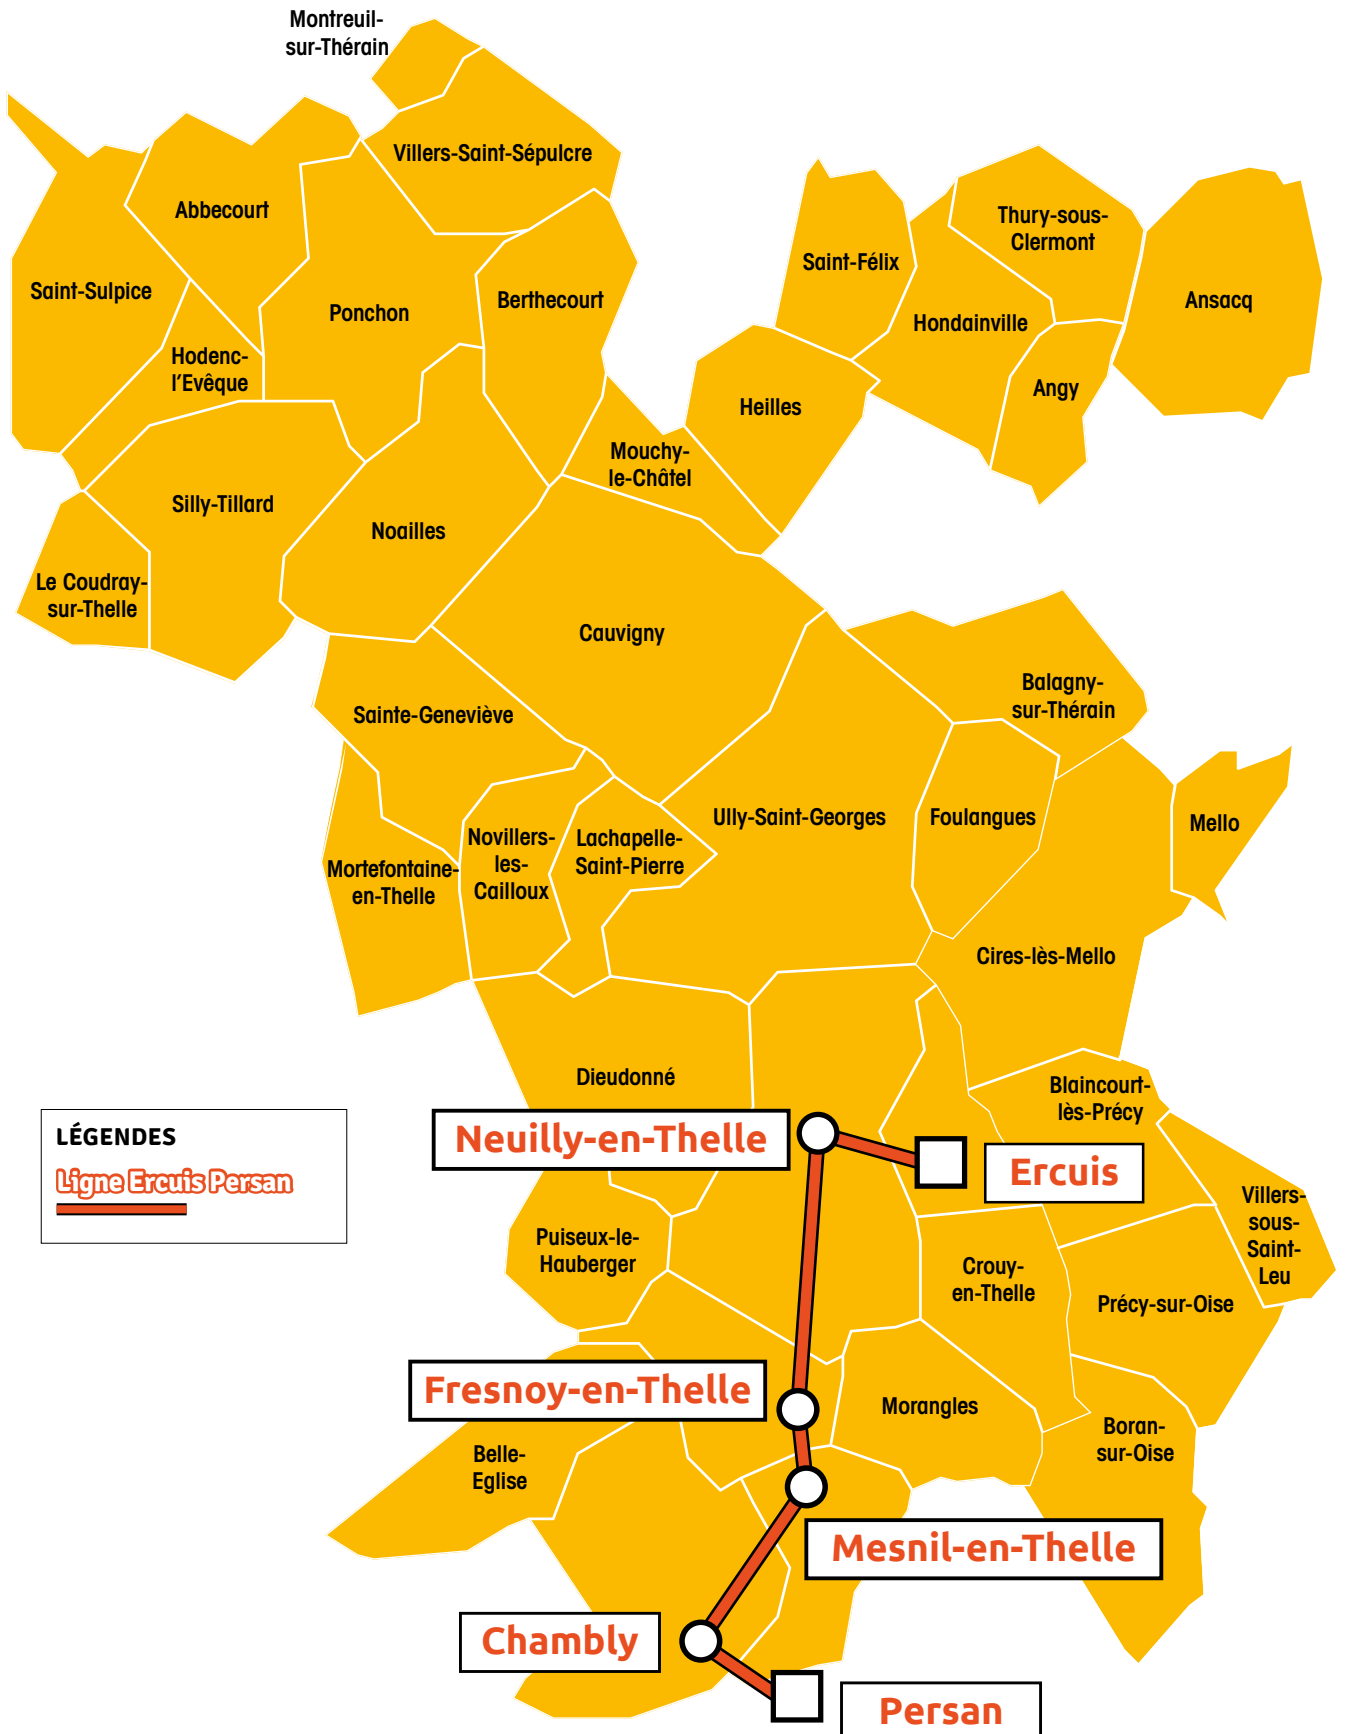 Montreuil-
sur-Thérain
Villers-Saint-Sépulcre
Abbecourt
Saint-Sulpice
Ponchon
Berthecourt
Hodenc-
l'Evêque
Saint-Félix
Thury-sous-
Clermont
Hondainville
Ansacq
Angy
Heilles
Mouchy-
le-Châtel
Silly-Tillard
Noailles
Le Coudray-
sur-Thelle
Cauvigny
Sainte-Geneviève
Balagny-
sur-Thérain
Ully-Saint-Georges
Foulangues
Mello
Mortefontaine-
en-Thelle
Novillers-
les-
Cailloux
Lachapelle-
Saint-Pierre
Cires-lès-Mello
Dieudonné
Blaincourt-
lès-Précy
LÉGENDES
Ligne Ercuis Persan
Neuilly-en-Thelle
Ercuis
Villers-
sous-
Saint-
Leu
Puiseux-le-
Hauberger
Crouy-
en-Thelle
Précy-sur-Oise
Fresnoy-en-Thelle
Morangles
Boran-
sur-Oise
Belle-
Eglise
Mesnil-en-Thelle
Chambly
Persan